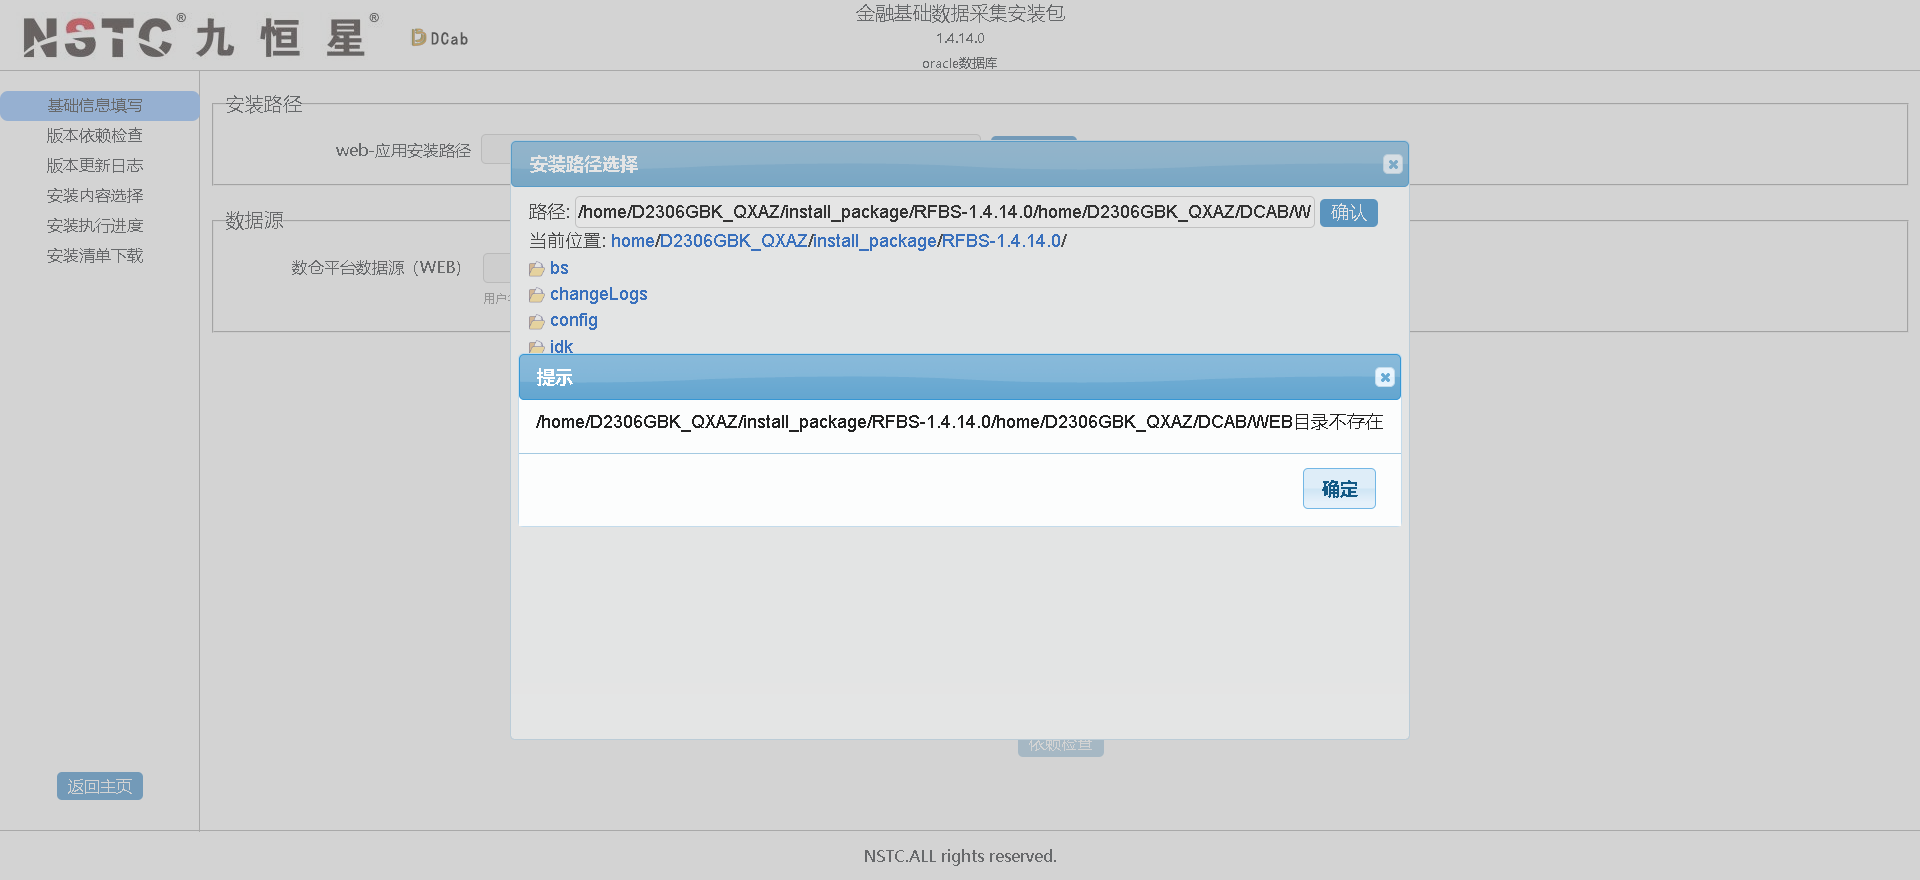 NSTC® 九恒星®
DCab
金融基础数据采集安装包
1.4.14.0
oracle数据库
基础信息填写
版本依赖检查
版本更新日志
安装内容选择
安装执行进度
安装清单下载
返回主页
安装路径
web-应用安装路径
数据源
数仓平台数据源（WEB）
用户
安装路径选择
路径: /home/D2306GBK_QXAZ/install_package/RFBS-1.4.14.0/home/D2306GBK_QXAZ/DCAB/W 确认
当前位置: home/D2306GBK_QXAZ/install_package/RFBS-1.4.14.0/
bs
changeLogs
config
idk
提示
/home/D2306GBK_QXAZ/install_package/RFBS-1.4.14.0/home/D2306GBK_QXAZ/DCAB/WEB目录不存在
确定
依赖检查
NSTC.ALL rights reserved.